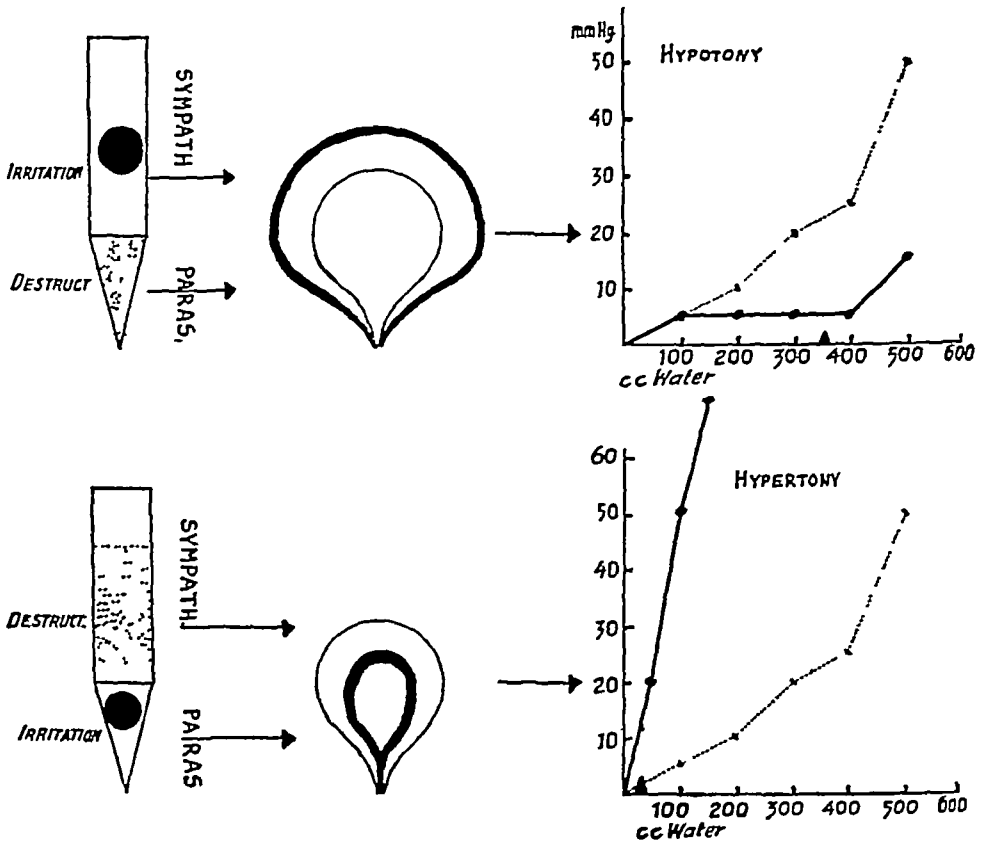 SYMPATH
IRRITATION
DESTRUCT
PARAS,
mmHg
HYPOTONY
50
40
30
20
10
100 200 300 400 500 600
cc Water
SYMPATH.
DESTRUCT.
IRRITATION
PARAS
HYPERTONY
60
50
40
30
20
10
100 200 300 400 500 600
cc Water